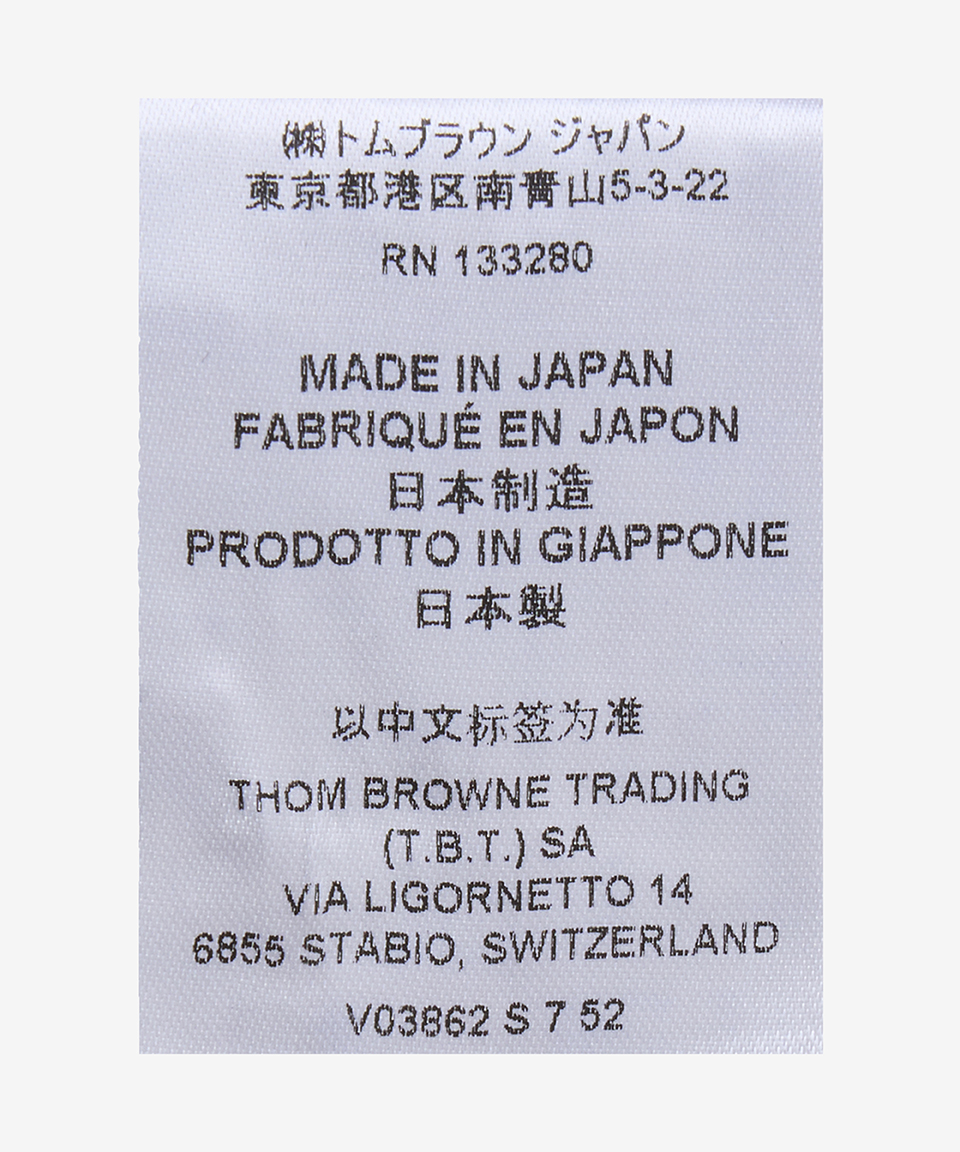 ㈱トムブラウン ジャパン
東京都港区南青山5-3-22
RN 133280
MADE IN JAPAN
FABRIQUÉ EN JAPON
日本制造
PRODOTTO IN GIAPPONE
日本製
以中文标签为准
THOM BROWNE TRADING
(T.B.T.) SA
VIA LIGORNETTO 14
6855 STABIO, SWITZERLAND
V03862 S 7 52